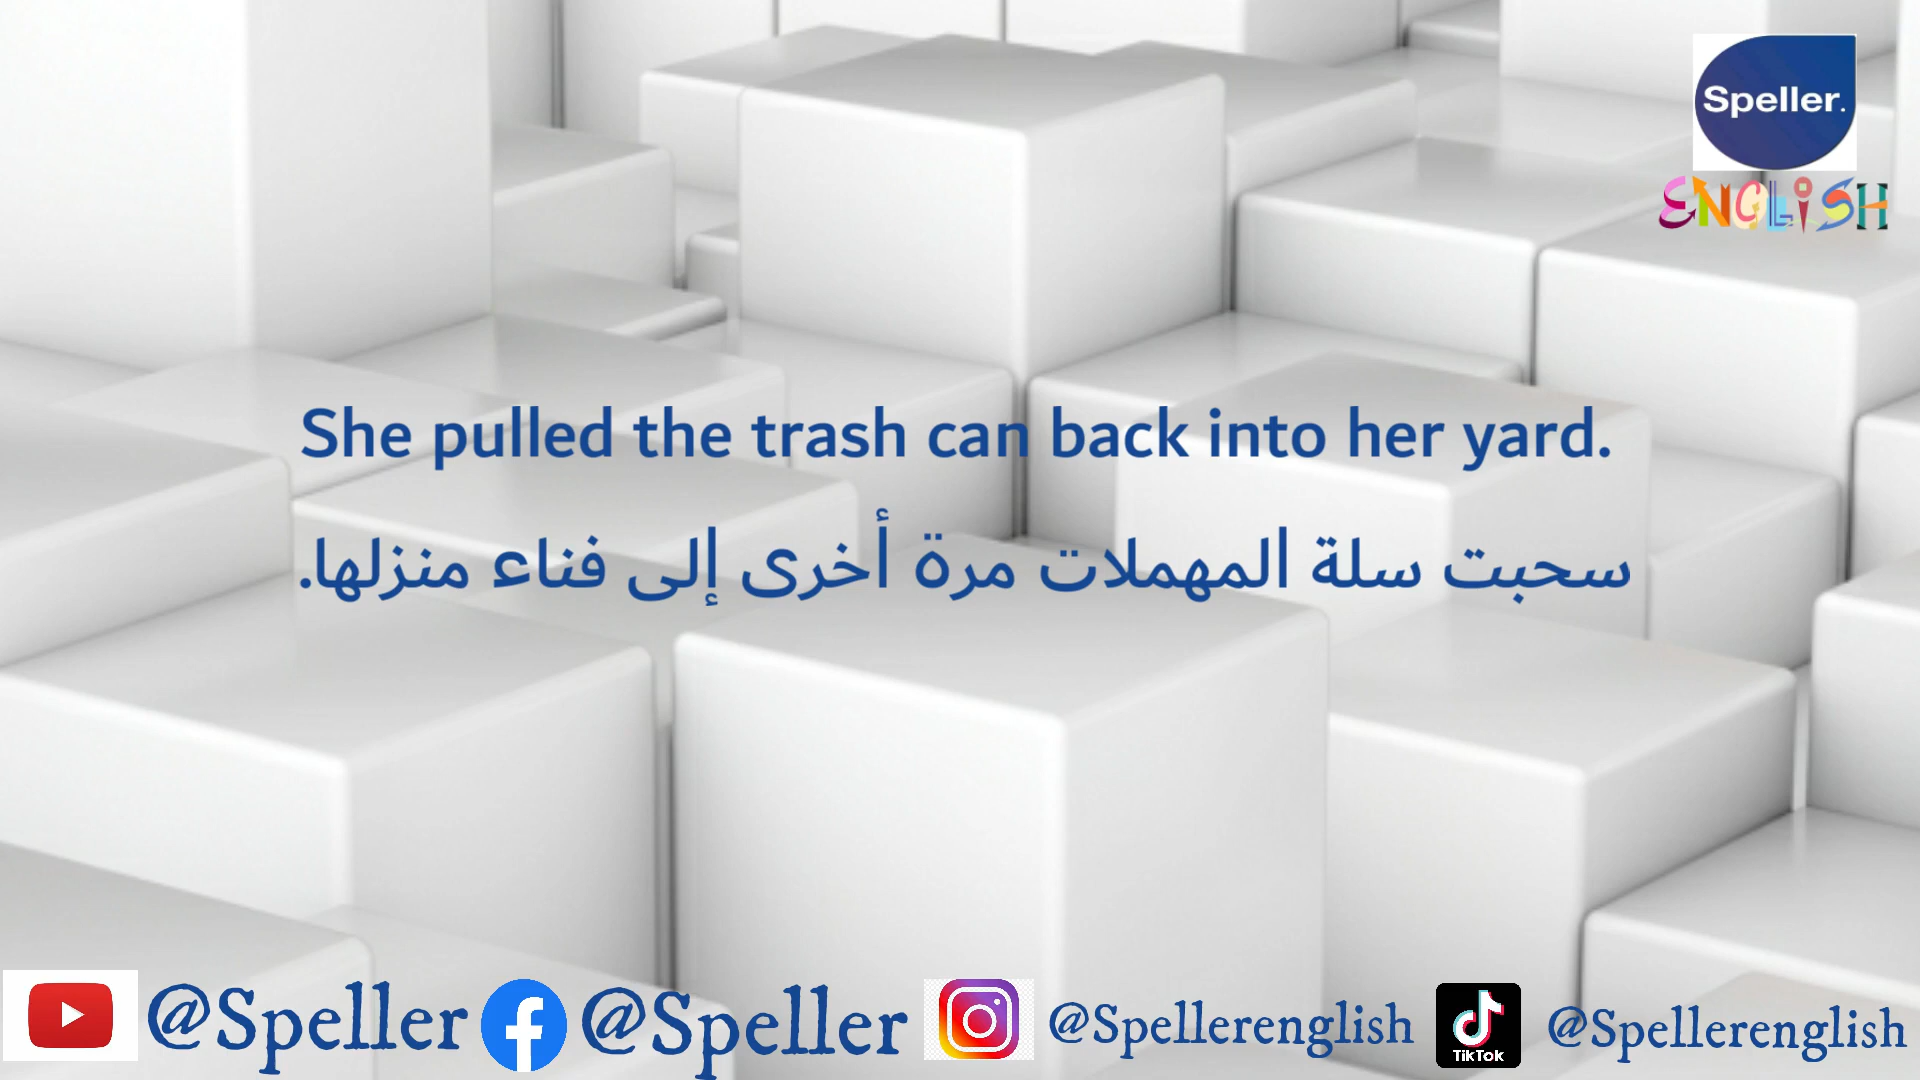 Speller.
ENGLISH
She pulled the trash can back into her yard.
سحبت سلة المهملات مرة أخرى إلى فناء منزلها.
@Speller @Speller @Spellerenglish TikTok @Spellerenglish